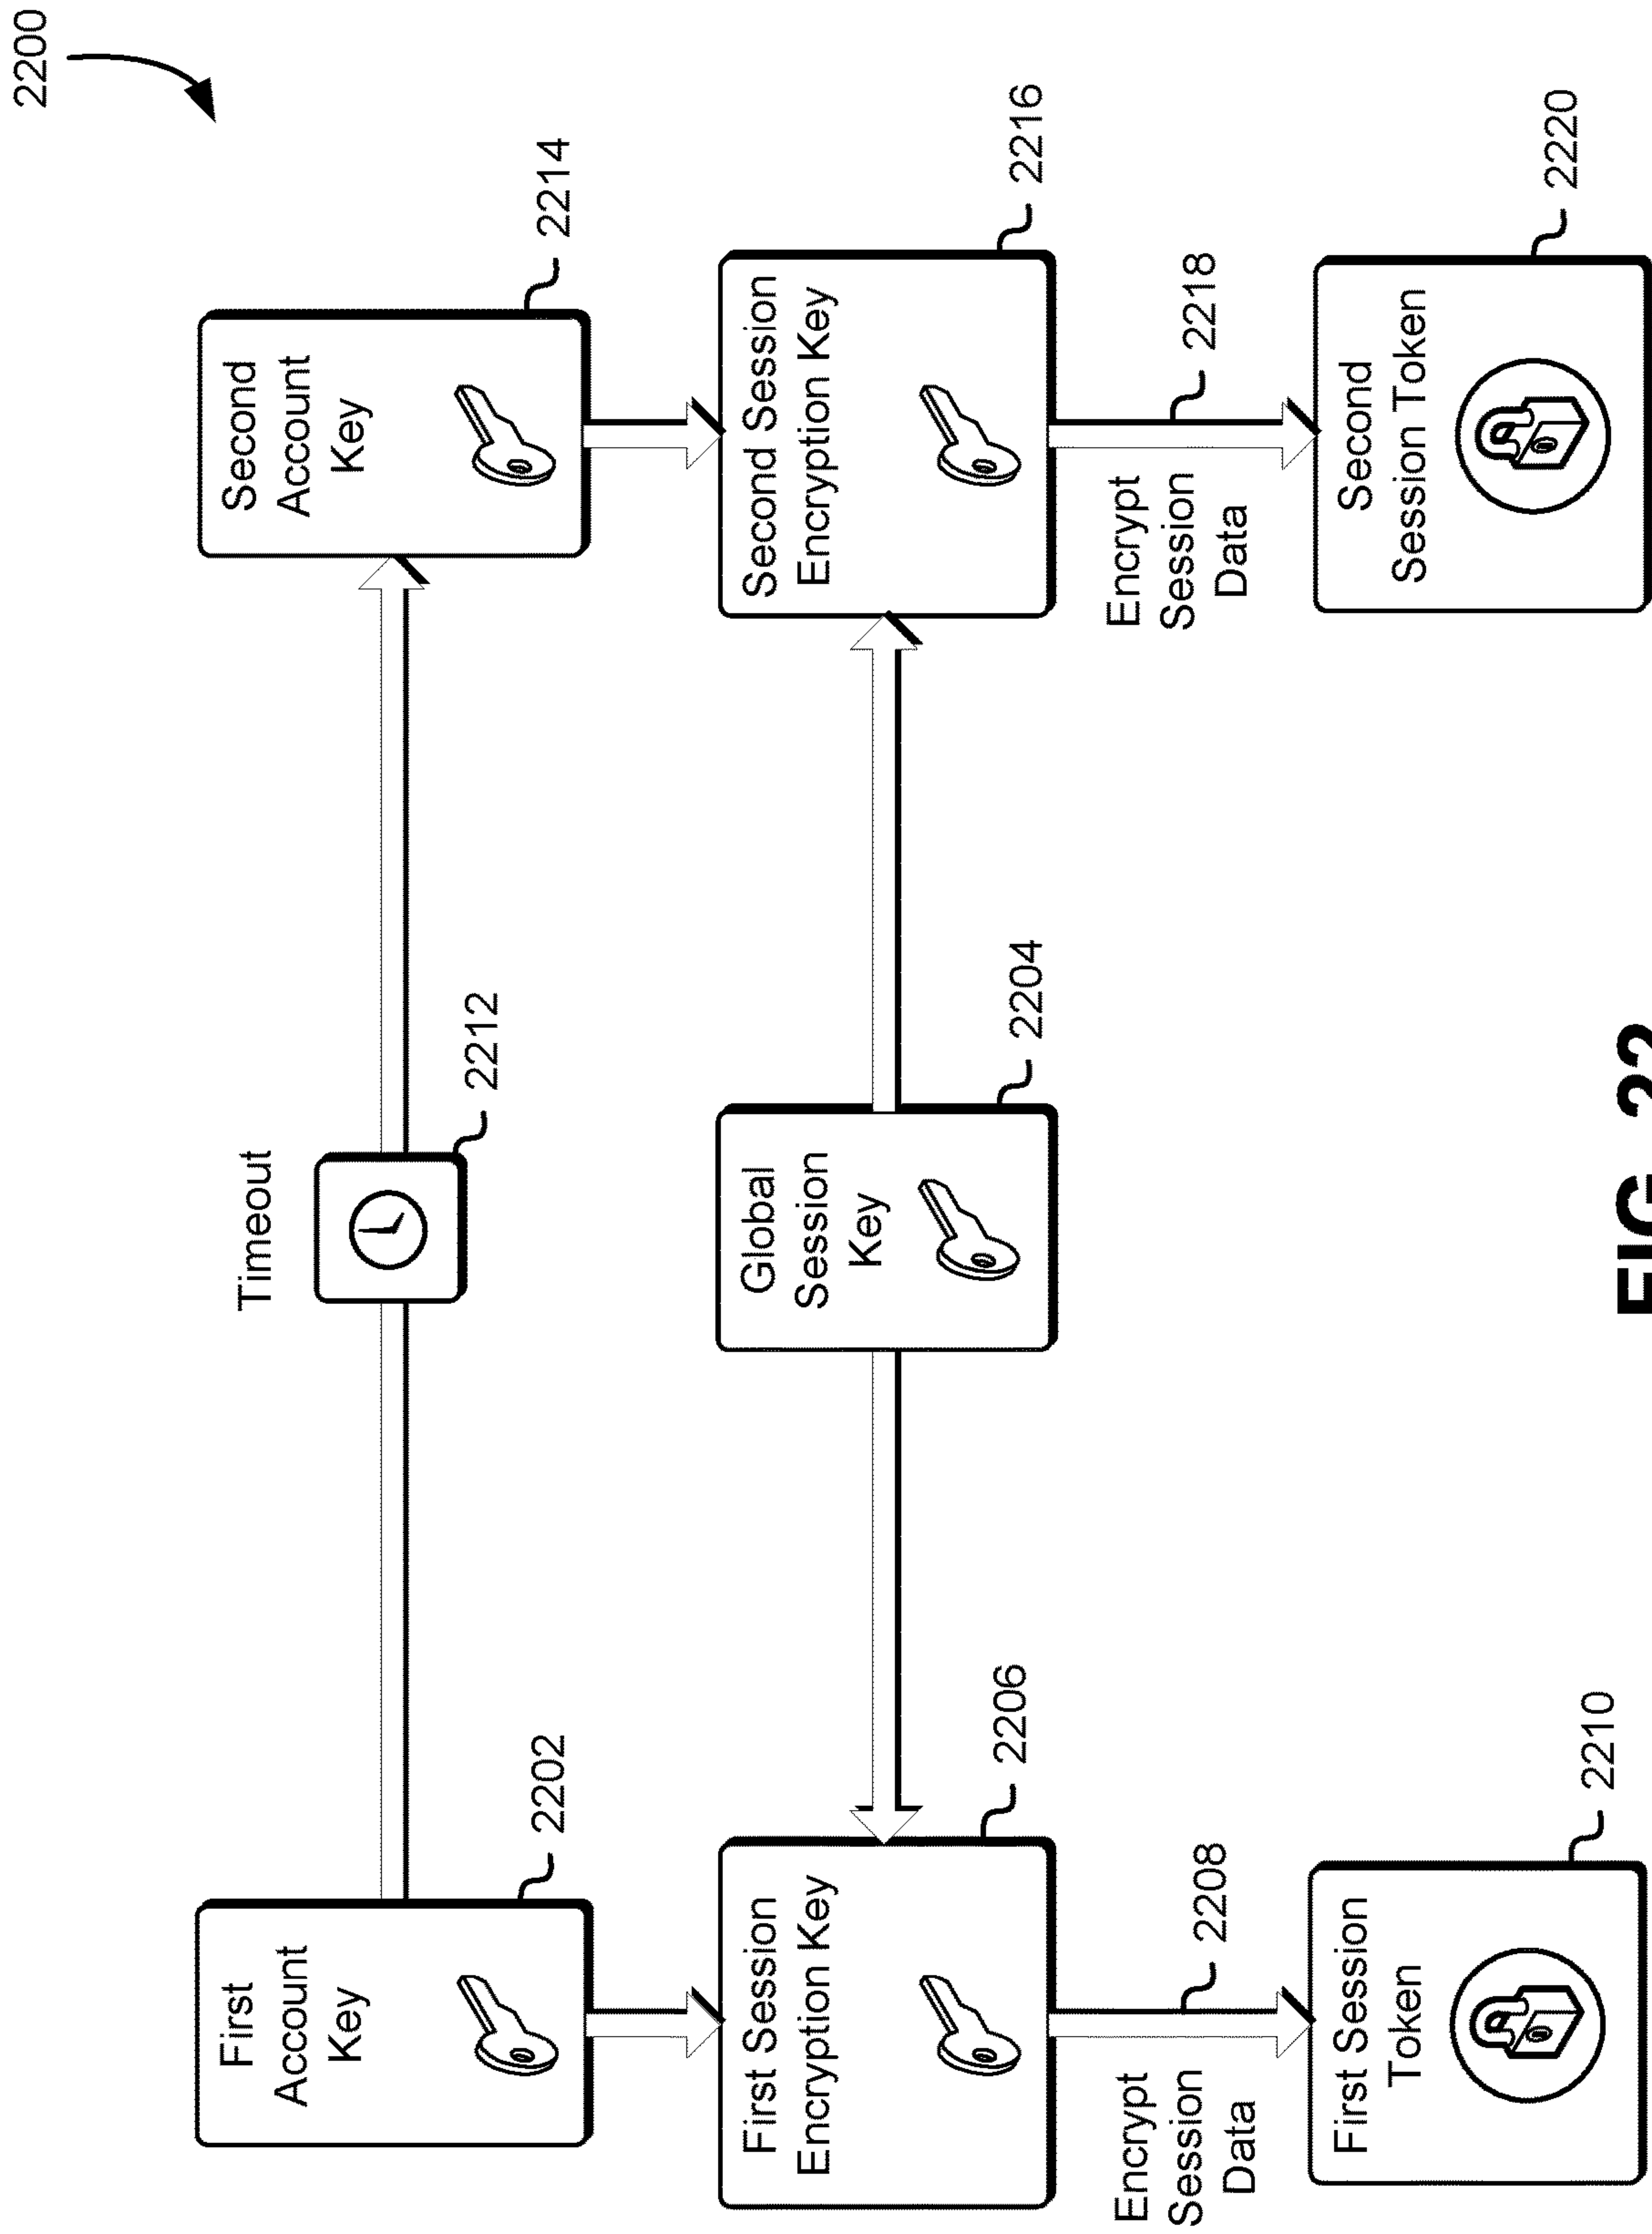 2200
Timeout
First
Account
Key
2202
2212
Second
Account
Key
2214
First Session
Encryption Key
2206
Global
Session
Key
2204
Second Session
Encryption Key
2216
Encrypt
Session
Data
2208
Encrypt
Session
Data
2218
First Session
Token
2210
Second
Session Token
2220
FIG. 22